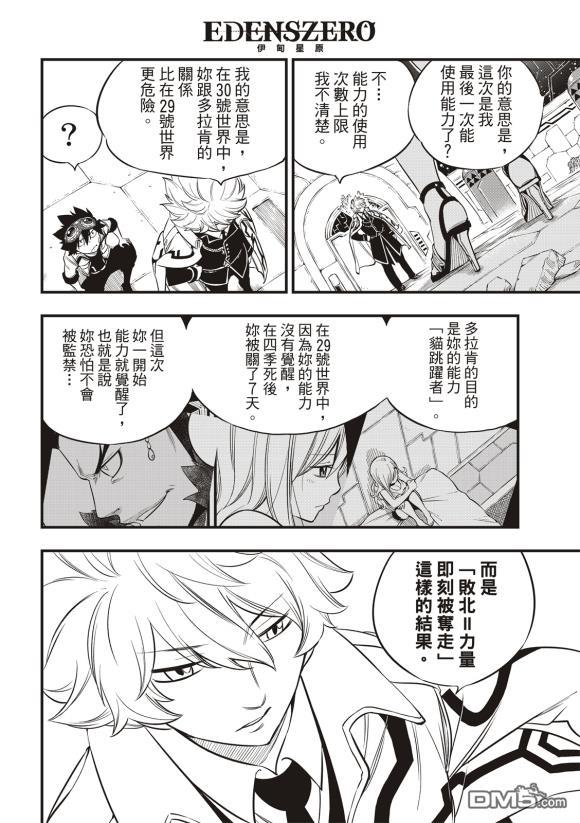 EDENSZERO
伊甸星原
你的意思是，
這次是我
最後一次能
使用能力了？
不…
能力的使用
次數上限
我不清楚。
我的意思是，
在30號世界中，
妳跟多拉肯的
關係
比在29號世界
更危險。
？
多拉肯的目的
是妳的能力
「貓跳躍者」。
在29號世界中，
因為妳的能力
沒有覺醒，
在四季死後
妳被關了7天。
但這次
妳一開始
能力就覺醒了，
也就是說
妳恐怕不會
被監禁…
而是
「敗北＝力量
即刻被奪走」
這樣的結果。
DM5.com